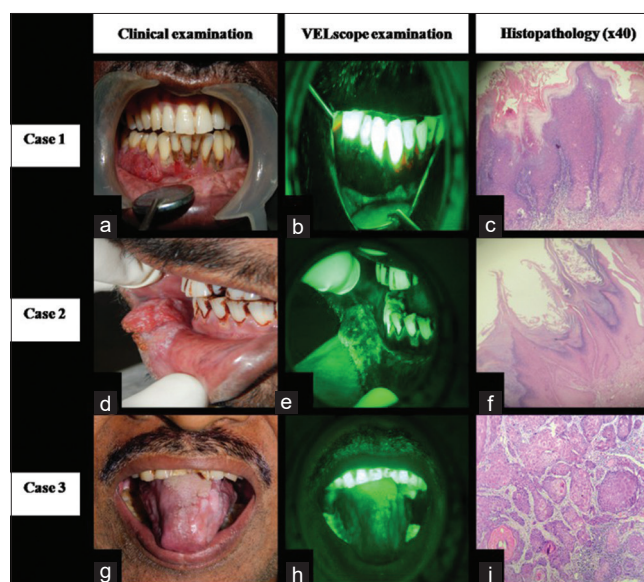 Clinical examination VELscope examination Histopathology (x40)
Case 1
a b c
Case 2
d e f
Case 3
g h i